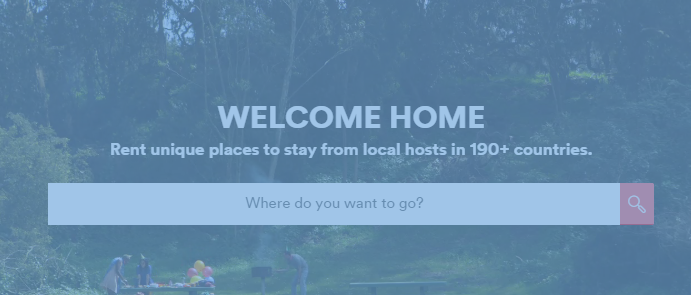 WELCOME HOME
Rent unique places to stay from local hosts in 190+ countries.
Where do you want to go?